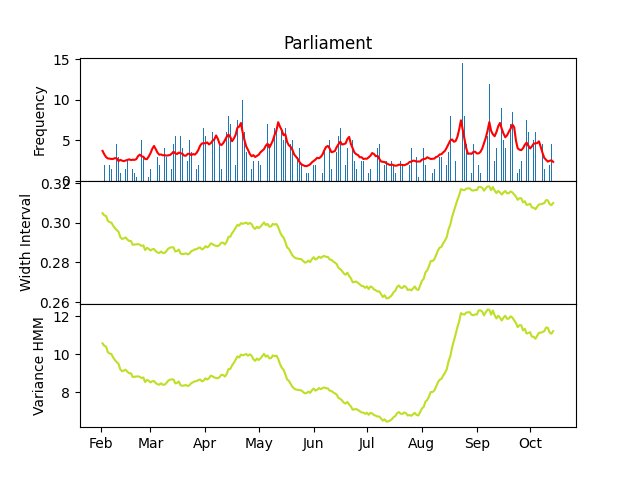 Parliament
15
10
5
0
Frequency
0.32
0.30
0.28
0.26
Width Interval
12
10
8
Variance HMM
Feb Mar Apr May Jun Jul Aug Sep Oct